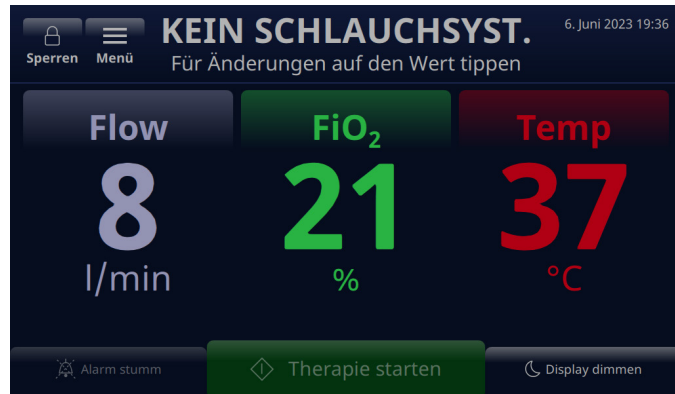 KEIN SCHLAUCHSYST.
6. Juni 2023 19:36
Sperren Menü
Für Änderungen auf den Wert tippen
Flow FiO₂ Temp
8 21 37
l/min % °C
Alarm stumm Therapie starten Display dimmen